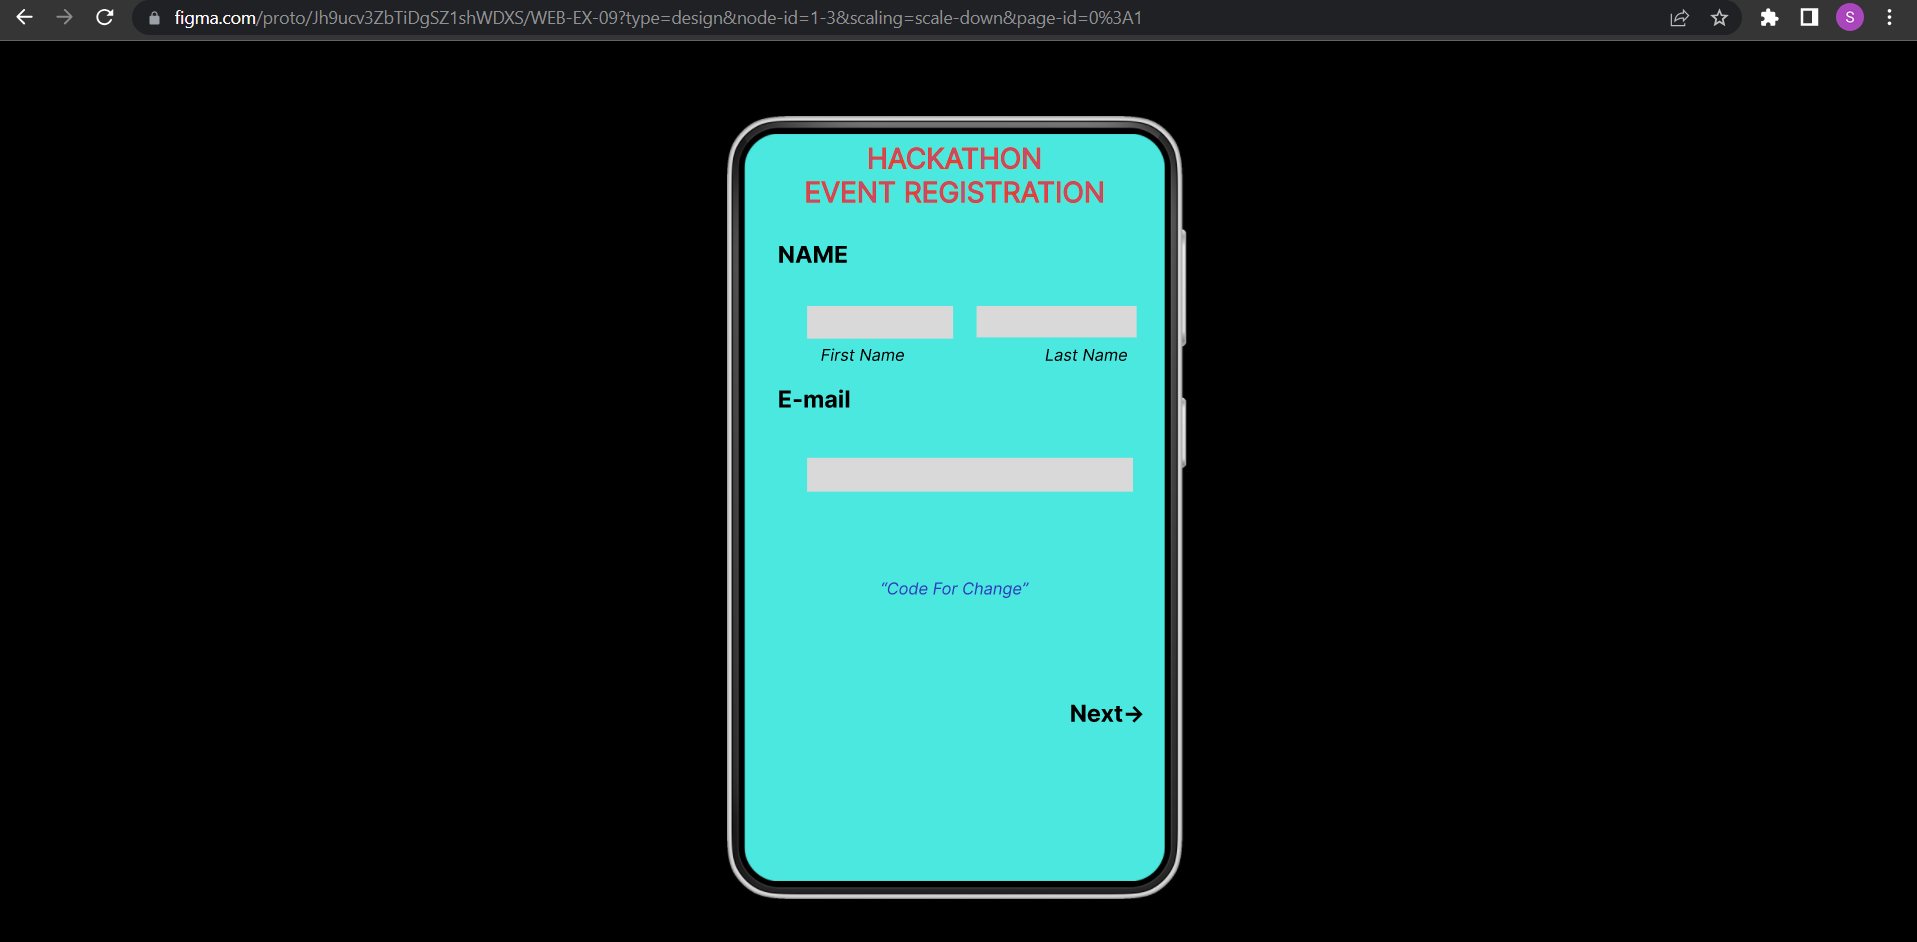 figma.com/proto/Jh9ucv3ZbTiDgSZ1shWDXS/WEB-EX-09?type=design&node-id=1-3&scaling=scale-down&page-id=0%3A1
S
HACKATHON
EVENT REGISTRATION
NAME
First Name Last Name
E-mail
“Code For Change”
Next→